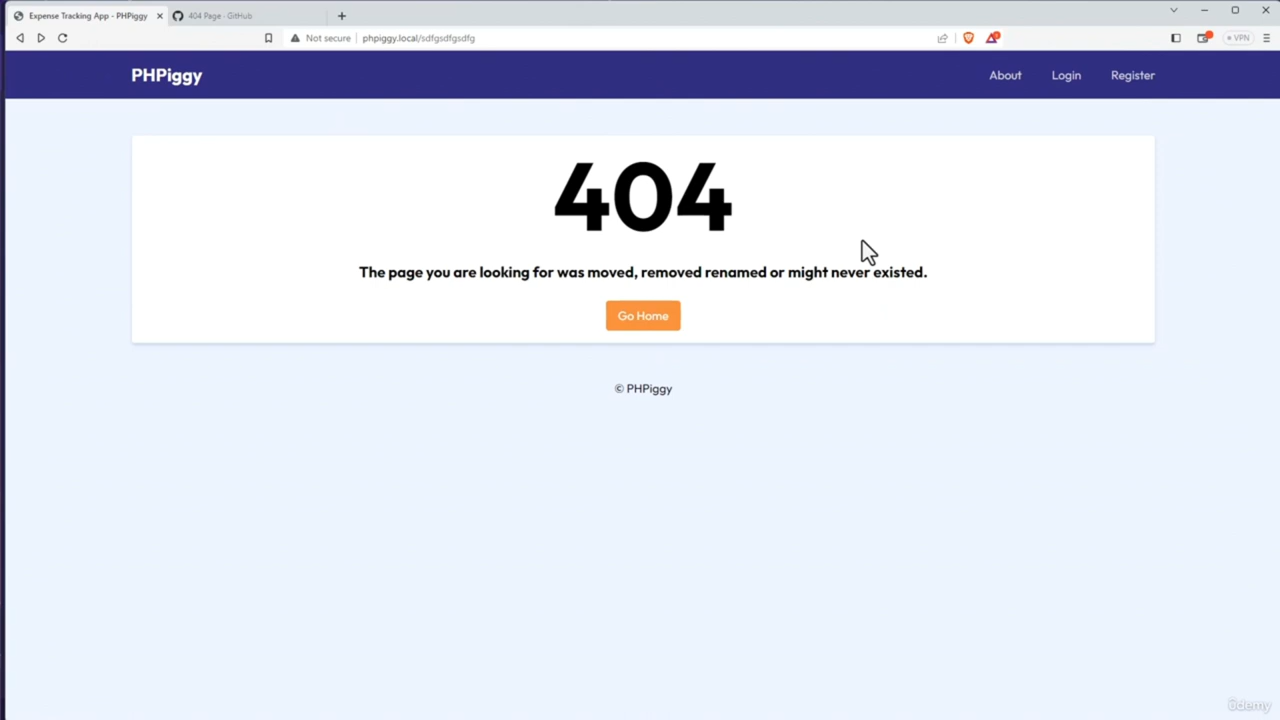 Expense Tracking App - PHPiggy
404 Page · GitHub
Not secure
phpiggy.local/sdfgsdfgsdfg
VPN
PHPiggy
About
Login
Register
404
The page you are looking for was moved, removed renamed or might never existed.
Go Home
© PHPiggy
ûdemy